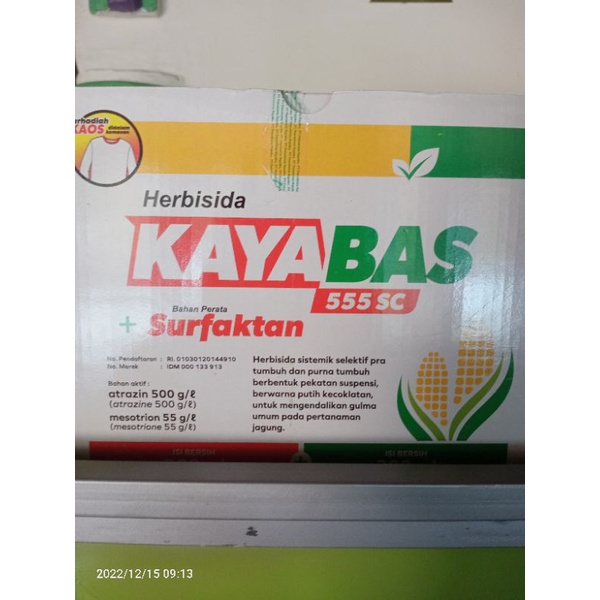 KAOS
Herbisida
KAYABAS
555 SC
Bahan Perata
+ Surfaktan
No. Pendaftaran : RI. 01030120144910
No. Merek : IDM 000 133 913
Bahan aktif :
atrazin 500 g/ℓ
(atrazine 500 g/ℓ)
mesotrion 55 g/ℓ
(mesotrione 55 g/ℓ)
Herbisida sistemik selektif pra
tumbuh dan purna tumbuh
berbentuk pekatan suspensi,
berwarna putih kecoklatan,
untuk mengendalikan gulma
umum pada pertanaman
jagung.
ISI BERSIH
ISI BERSIH
2022/12/15 09:13